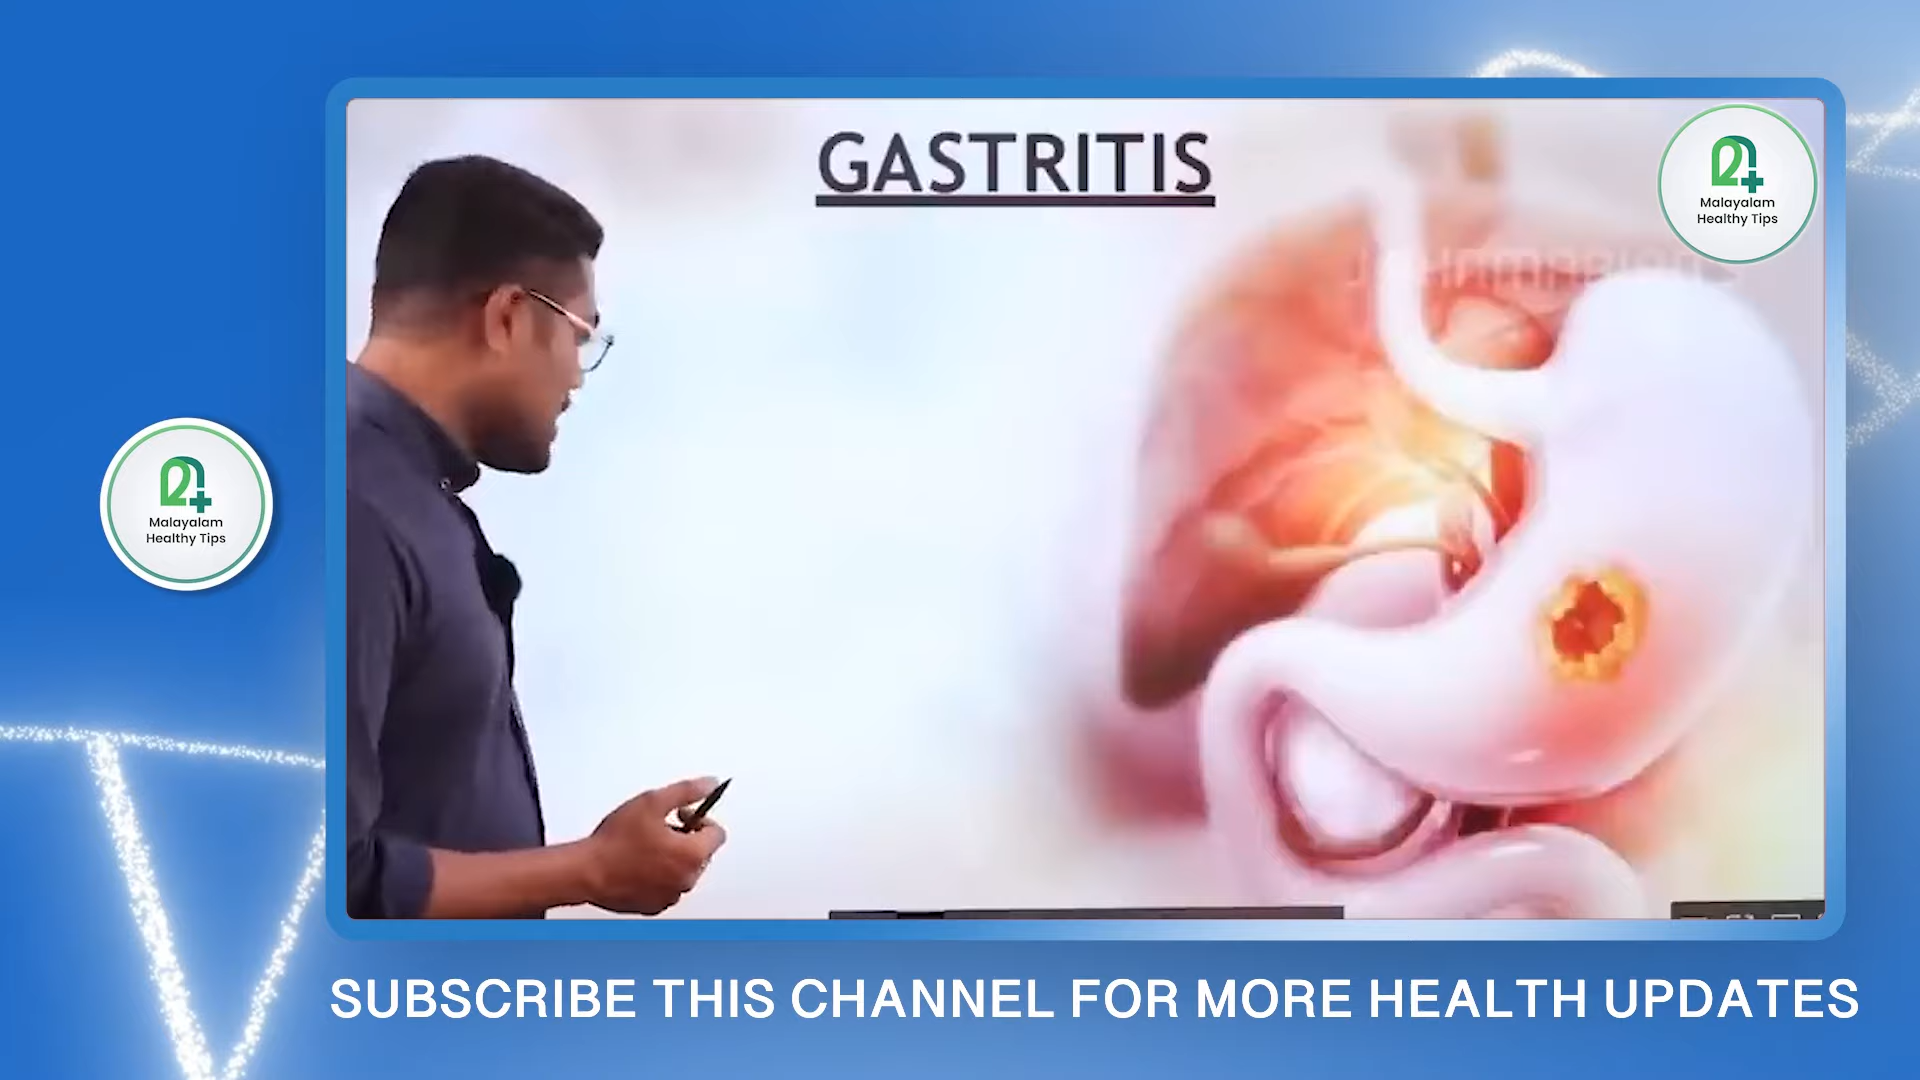 GASTRITIS
Malayalam
Healthy Tips
Malayalam
Healthy Tips
SUBSCRIBE THIS CHANNEL FOR MORE HEALTH UPDATES